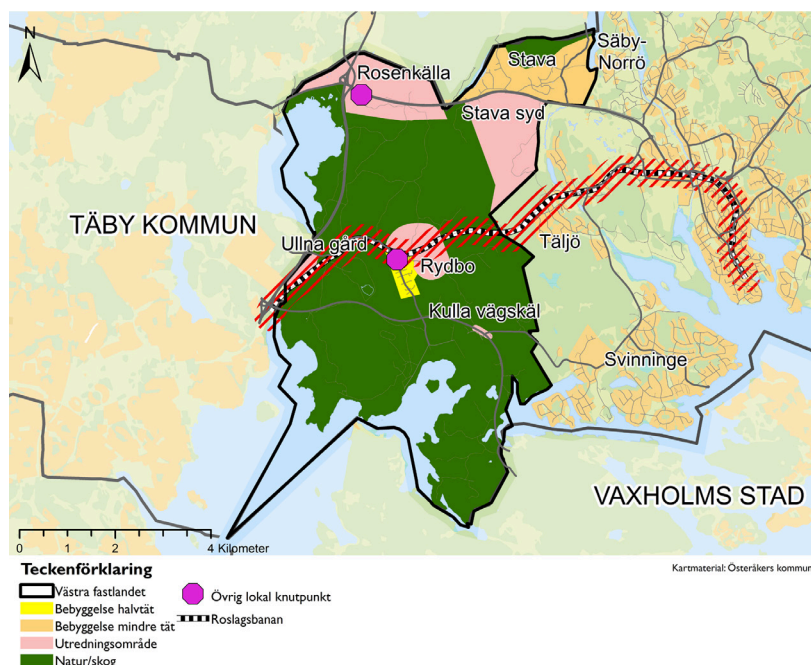 N
Säby-
Norrö
Stava
Rosenkälla
Stava syd
TÄBY KOMMUN
Ullna gård
Täljö
Rydbo
Kulla vägskäl
Svinninge
VAXHOLMS STAD
0 1 2 4 Kilometer
Kartmaterial: Österåkers kommun
Teckenförklaring
Västra fastlandet
Bebyggelse halvtät
Bebyggelse mindre tät
Utredningsområde
Natur/skog
Övrig lokal knutpunkt
Roslagsbanan